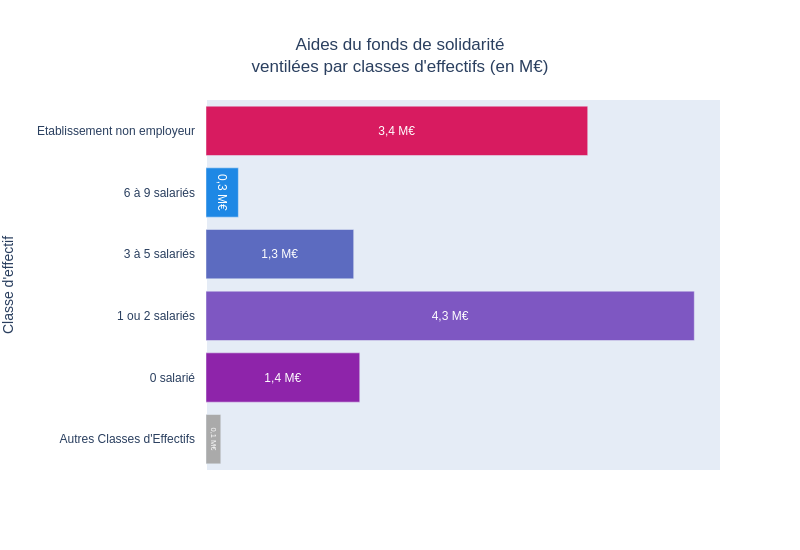 Aides du fonds de solidarité
ventilées par classes d'effectifs (en M€)
Classe d'effectif
Etablissement non employeur
3,4 M€
6 à 9 salariés
0,3 M€
3 à 5 salariés
1,3 M€
1 ou 2 salariés
4,3 M€
0 salarié
1,4 M€
Autres Classes d'Effectifs
0,1 M€